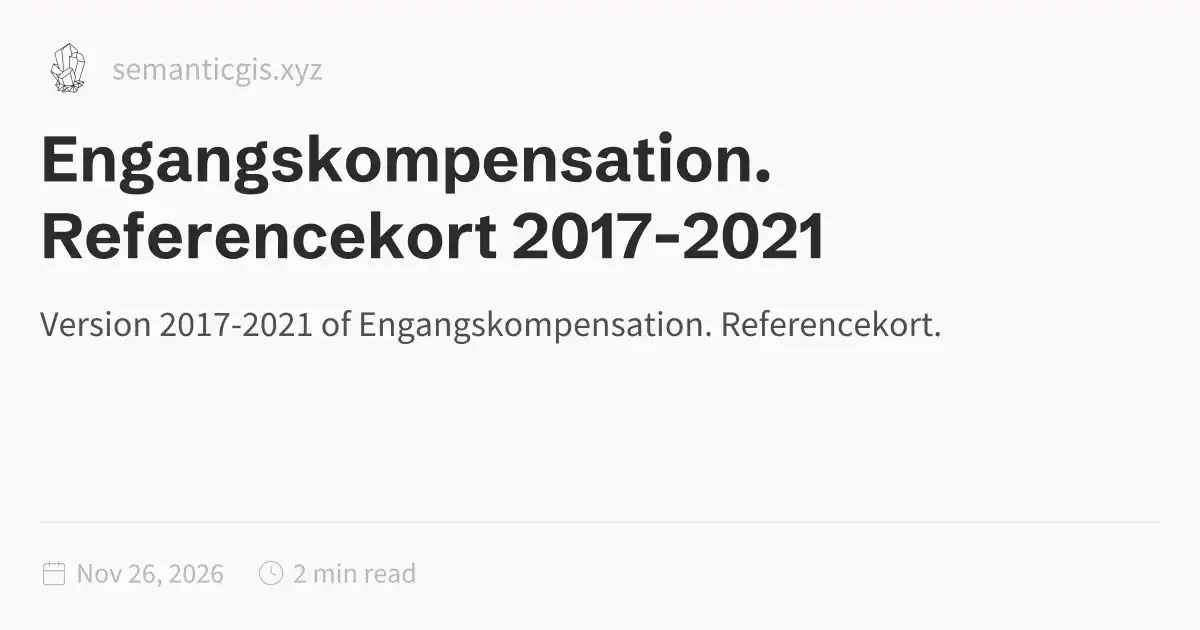 semanticgis.xyz
Engangskompensation.
Referencekort 2017-2021
Version 2017-2021 of Engangskompensation. Referencekort.
Nov 26, 2026 2 min read